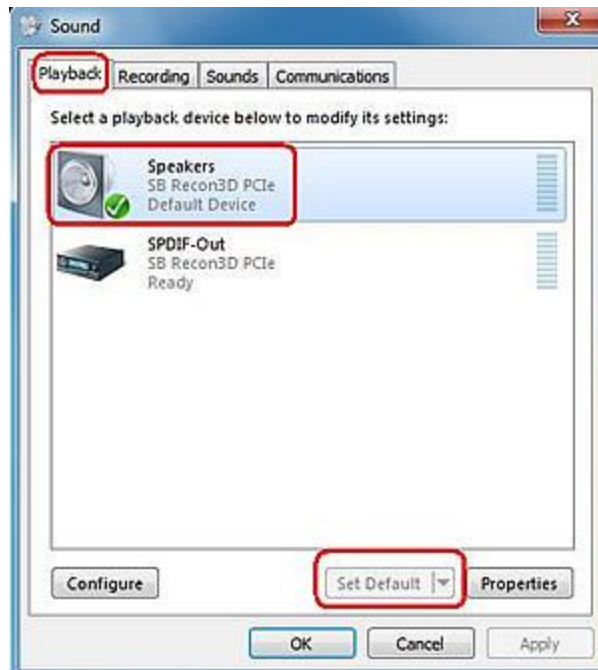 Sound
Playback Recording Sounds Communications
Select a playback device below to modify its settings:
Speakers
SB Recon3D PCIe
Default Device
SPDIF-Out
SB Recon3D PCIe
Ready
Configure Set Default Properties
OK Cancel Apply